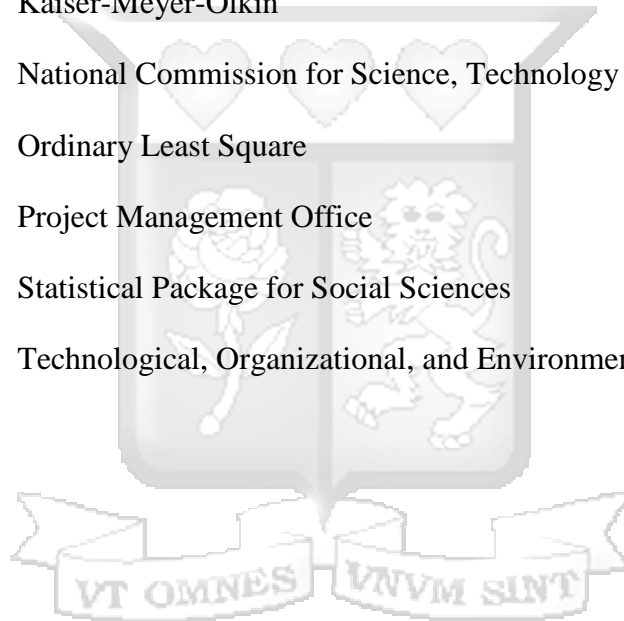 Kaiser-Meyer-Olkin
National Commission for Science, Technology
Ordinary Least Square
Project Management Office
Statistical Package for Social Sciences
Technological, Organizational, and Environmen
VT OMNES VNVM SINT